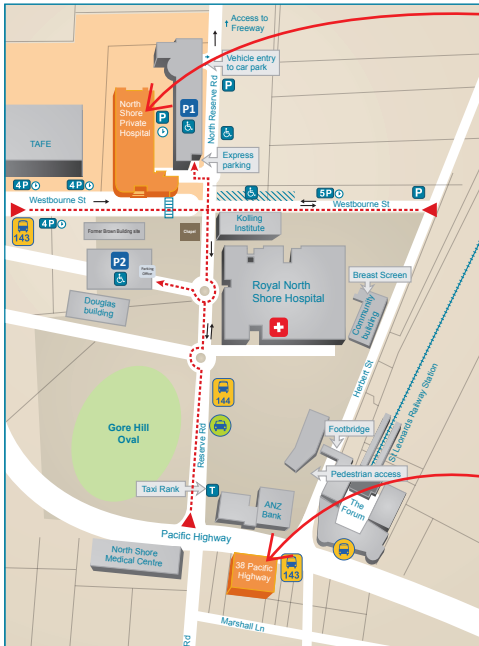 Access to
Freeway
Vehicle entry
to car park
P
North
Shore
Private
Hospital
P1
P
North Reserve Rd
TAFE
Express
parking
4P
4P
5P
P
Westbourne St
Westbourne St
4P
143
Former Brown Building site
Chapel
Kolling
Institute
P2
Parking
Office
Royal North
Shore Hospital
Breast Screen
Community
building
Douglas
building
Herbert St
St Leonards Railway Station
144
Gore Hill
Oval
Reserve Rd
Footbridge
Pedestrian access
Taxi Rank
T
ANZ
Bank
The
Forum
Pacific Highway
North Shore
Medical Centre
38 Pacific
Highway
143
Marshall Ln
Rd